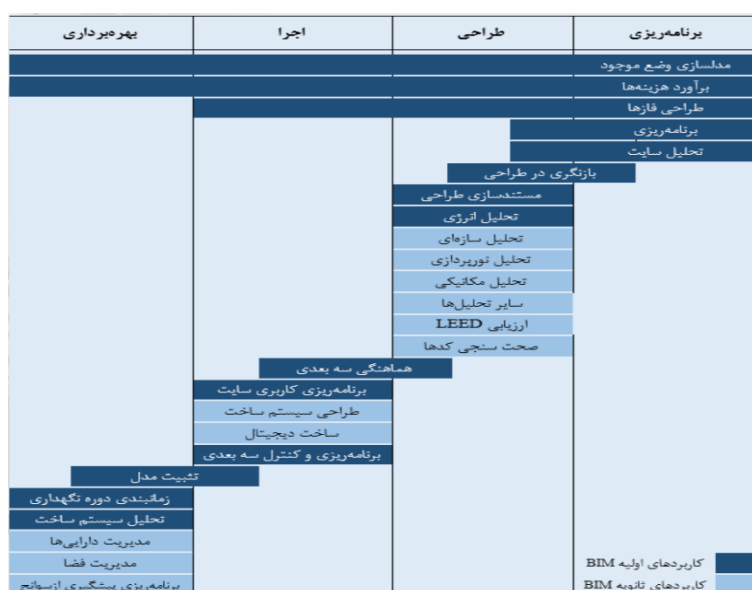 برنامه‌ریزی
طراحی
اجرا
بهره‌برداری
مدلسازی وضع موجود
برآورد هزینه‌ها
طراحی فازها
برنامه‌ریزی
تحلیل سایت
بازنگری در طراحی
مستندسازی طراحی
تحلیل انرژی
تحلیل سازه‌ای
تحلیل نورپردازی
تحلیل مکانیکی
سایر تحلیل‌ها
ارزیابی LEED
صحت سنجی کدها
هماهنگی سه بعدی
برنامه‌ریزی کاربری سایت
طراحی سیستم ساخت
ساخت دیجیتال
برنامه‌ریزی و کنترل سه بعدی
تثبیت مدل
زمانبندی دوره نگهداری
تحلیل سیستم ساخت
مدیریت دارایی‌ها
مدیریت فضا
برنامه‌ریزی پیشگیری ازسوانح
کاربردهای اولیه BIM
کاربردهای ثانویه BIM